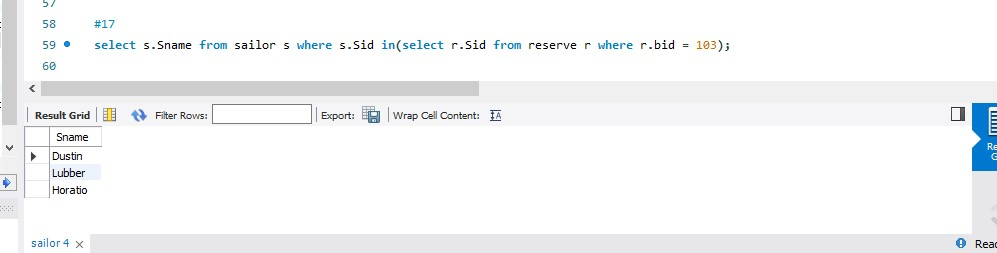 57
58 #17
59 select s.Sname from sailor s where s.Sid in(select r.Sid from reserve r where r.bid = 103);
60
Result Grid Filter Rows: Export: Wrap Cell Content:
Sname
Dustin
Lubber
Horatio
sailor 4